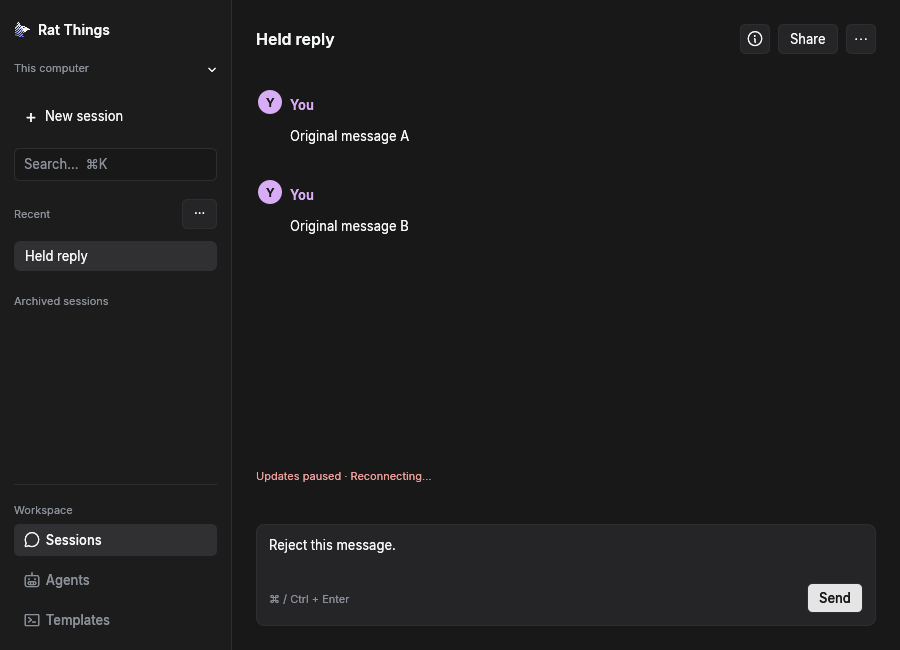 Rat Things
This computer
+ New session
Search... ⌘K
Recent
···
Held reply
Archived sessions
Workspace
Sessions
Agents
Templates
Held reply
Share
···
Y You
Original message A
Y You
Original message B
Updates paused · Reconnecting...
Reject this message.
⌘ / Ctrl + Enter
Send